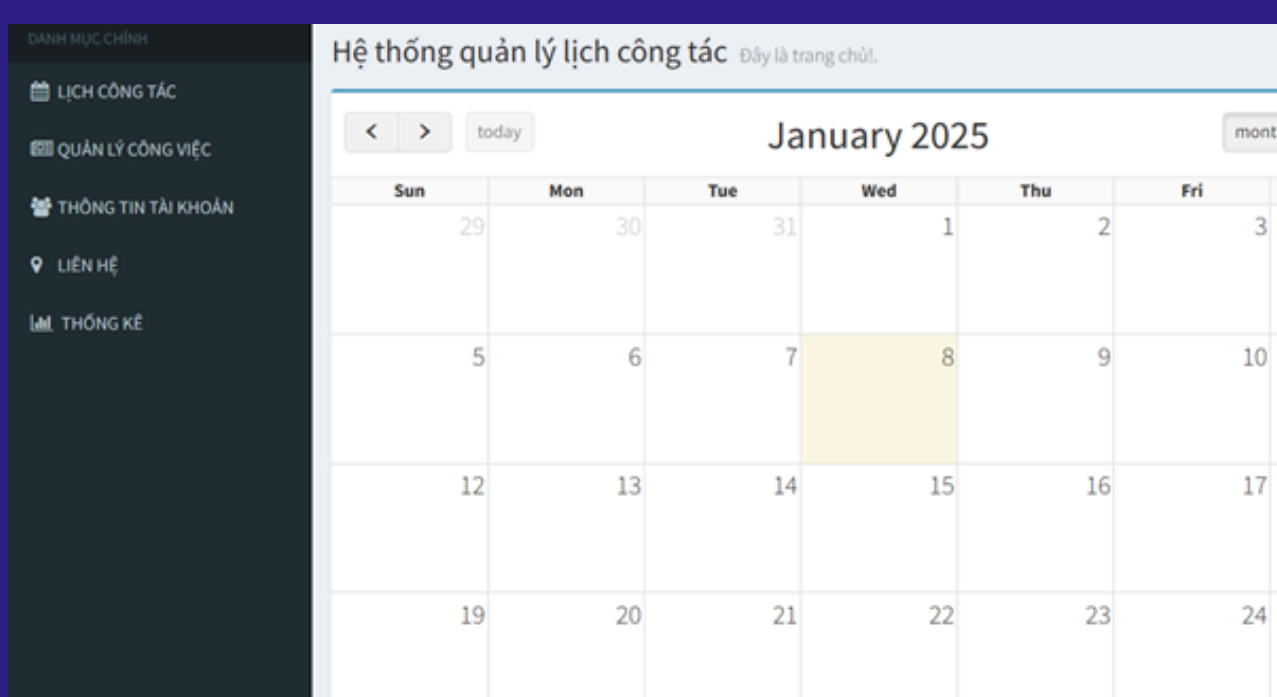 DANH MỤC CHÍNH
LỊCH CÔNG TÁC
QUẢN LÝ CÔNG VIỆC
THÔNG TIN TÀI KHOẢN
LIÊN HỆ
THỐNG KÊ
Hệ thống quản lý lịch công tác Đây là trang chủ!.
today January 2025 mont
Sun Mon Tue Wed Thu Fri
29 30 31 1 2 3
5 6 7 8 9 10
12 13 14 15 16 17
19 20 21 22 23 24